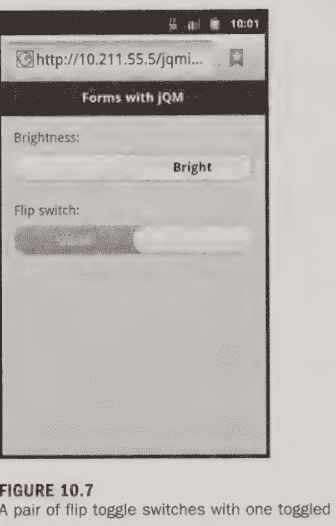 10:01
http://10.211.55.5/jqmi...
Forms with jQM
Brightness:
Bright
Flip switch:
FIGURE 10.7
A pair of flip toggle switches with one toggled